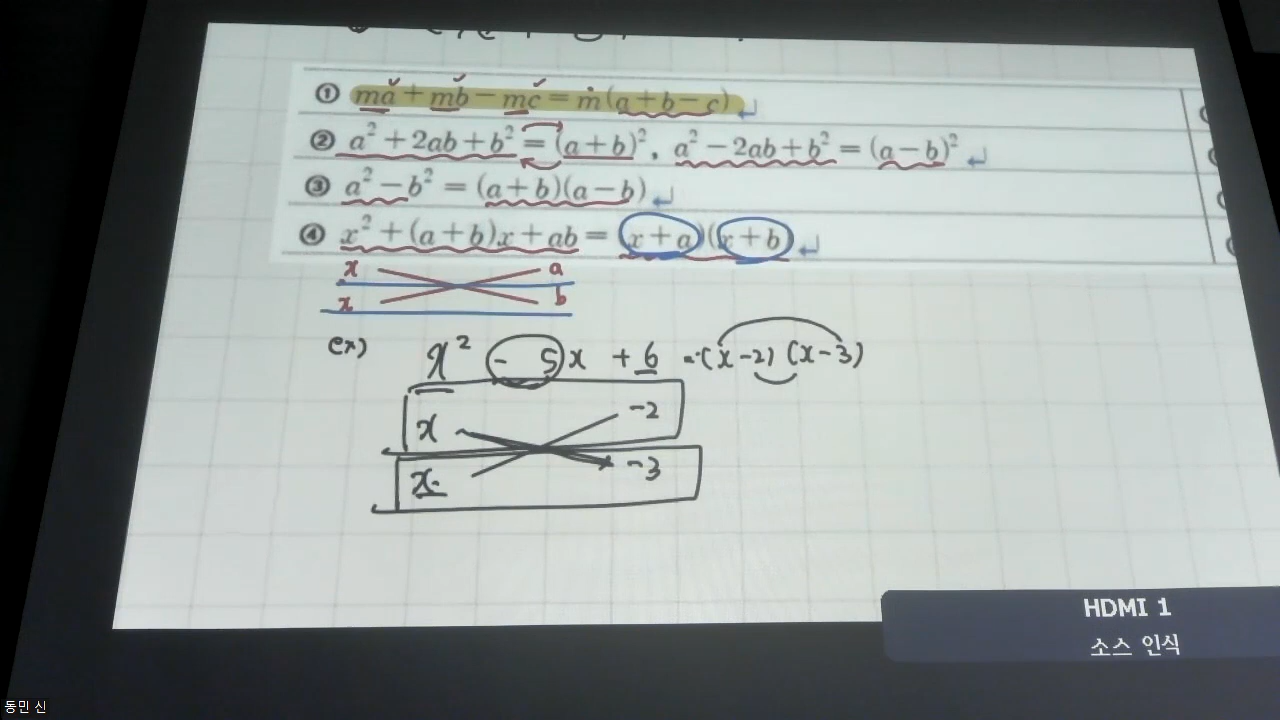 ① ma + mb − mc = m(a + b − c)
② a² + 2ab + b² = (a + b)², a² − 2ab + b² = (a − b)²
③ a² − b² = (a + b)(a − b)
④ x² + (a + b)x + ab = (x + a)(x + b)
x a
x b
ex) x² - 5x + 6 = (x-2)(x-3)
x -2
x -3
HDMI 1
소스 인식
동민 신